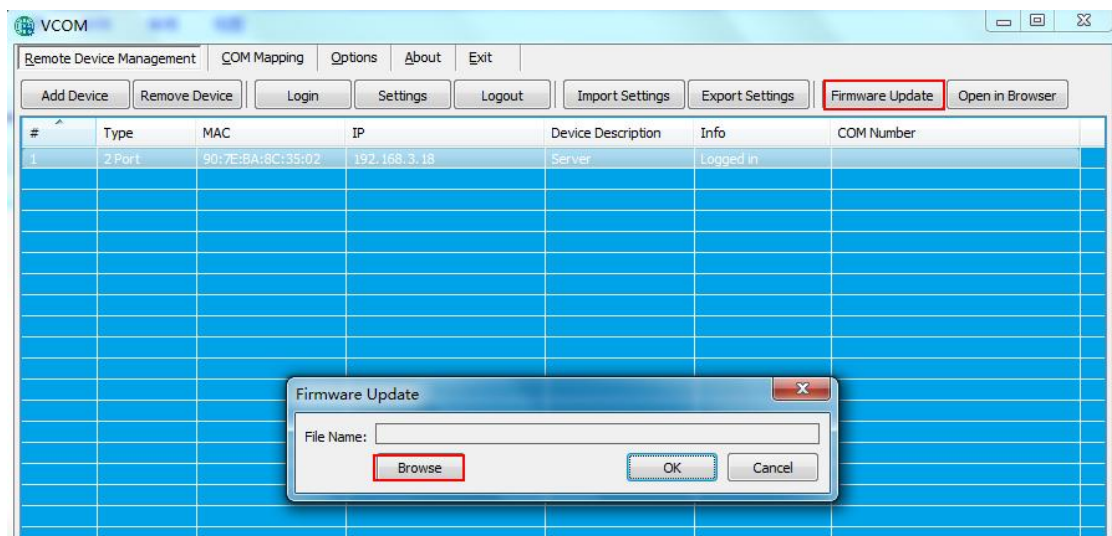 VCOM
Remote Device Management COM Mapping Options About Exit
Add Device Remove Device Login Settings Logout Import Settings Export Settings Firmware Update Open in Browser
# Type MAC IP Device Description Info COM Number
1 2 Port 90:7E:BA:8C:35:02 192.168.3.18 Server Logged in
Firmware Update
File Name:
Browse OK Cancel